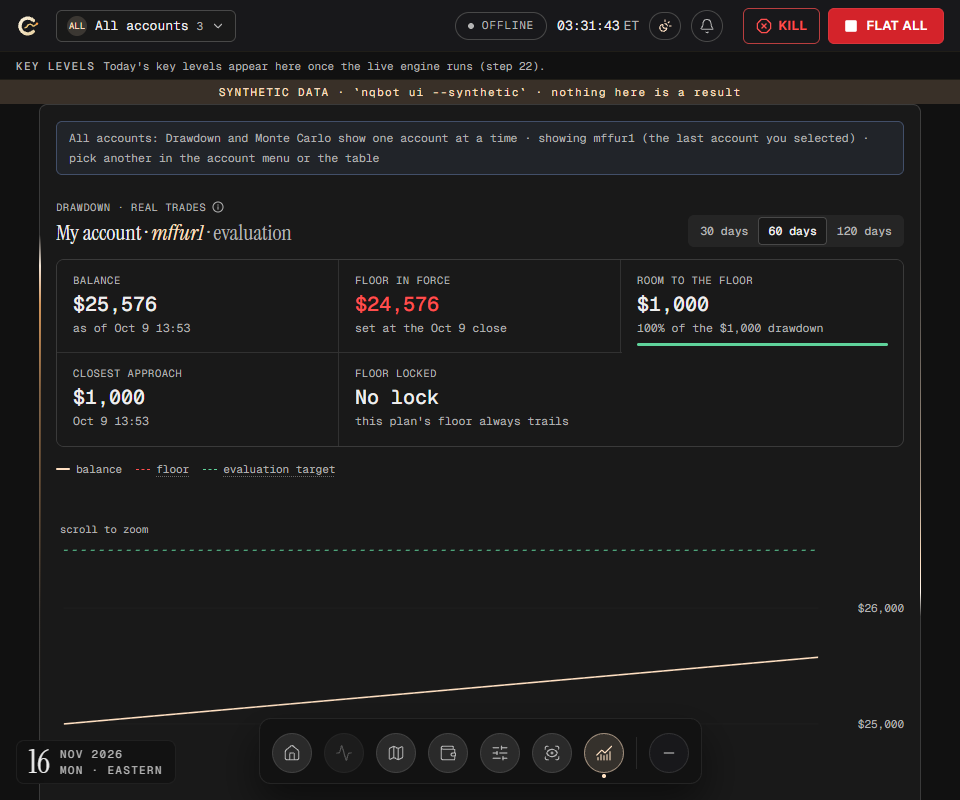 ALL All accounts 3
OFFLINE
03:31:43 ET
KILL
FLAT ALL
KEY LEVELS Today's key levels appear here once the live engine runs (step 22).
SYNTHETIC DATA · `nqbot ui --synthetic` · nothing here is a result
All accounts: Drawdown and Monte Carlo show one account at a time · showing mffur1 (the last account you selected) ·
pick another in the account menu or the table
DRAWDOWN · REAL TRADES
My account · mffur1 · evaluation
30 days 60 days 120 days
BALANCE
$25,576
as of Oct 9 13:53
FLOOR IN FORCE
$24,576
set at the Oct 9 close
ROOM TO THE FLOOR
$1,000
100% of the $1,000 drawdown
CLOSEST APPROACH
$1,000
Oct 9 13:53
FLOOR LOCKED
No lock
this plan's floor always trails
balance floor evaluation target
scroll to zoom
$26,000
$25,000
16 NOV 2026
MON · EASTERN